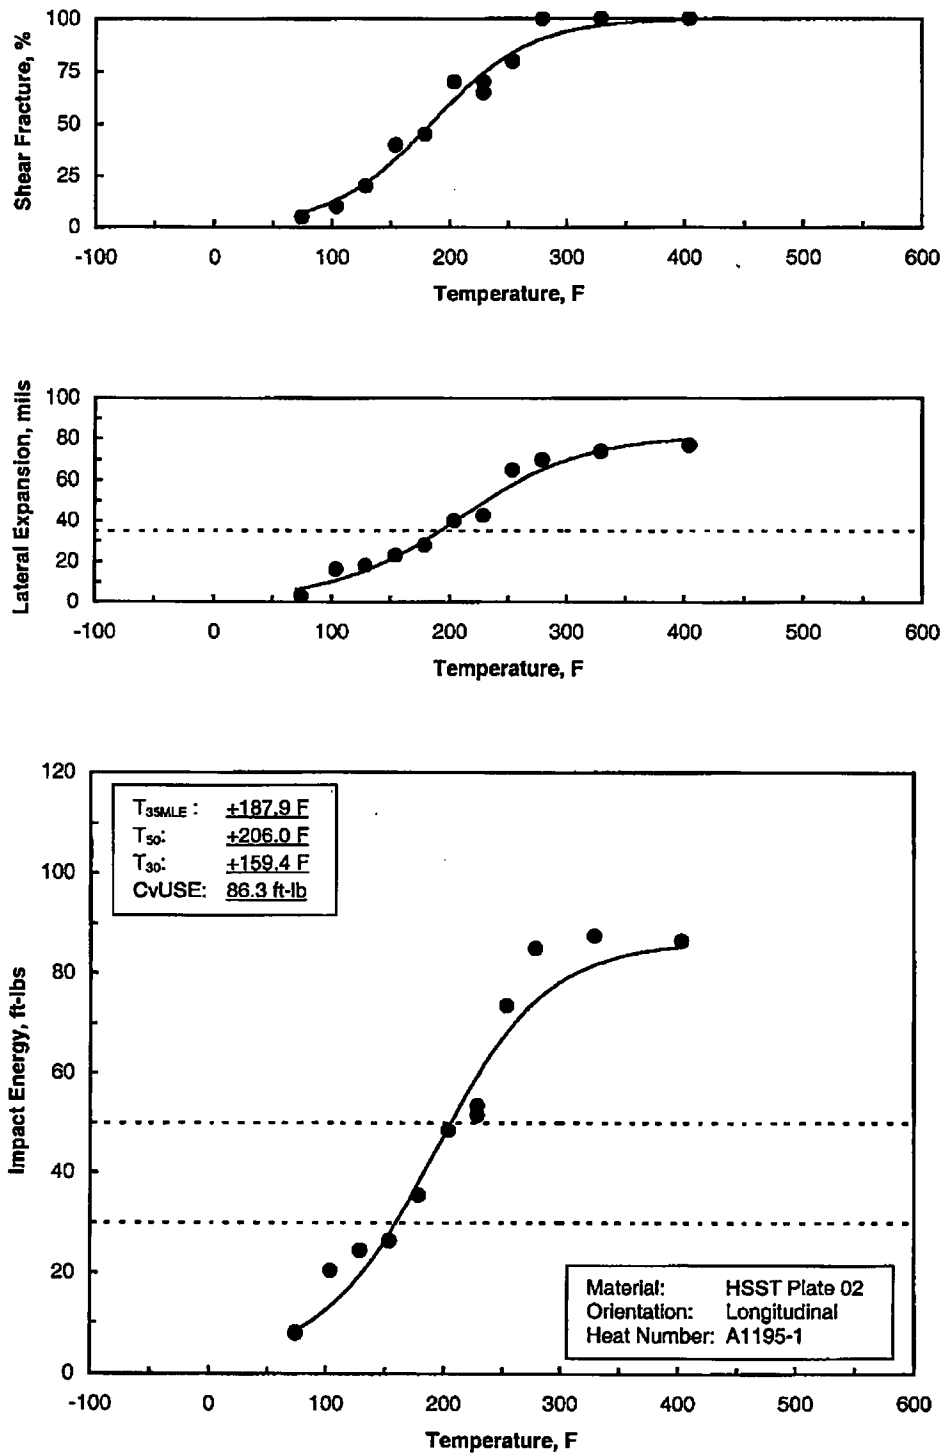 Shear Fracture, %
100
75
50
25
0
-100 0 100 200 300 400 500 600
Temperature, F
Lateral Expansion, mils
100
80
60
40
20
0
-100 0 100 200 300 400 500 600
Temperature, F
Impact Energy, ft-lbs
120
100
80
60
40
20
0
T35MLE : +187.9 F
T50: +206.0 F
T30: +159.4 F
CvUSE: 86.3 ft-lb
Material: HSST Plate 02
Orientation: Longitudinal
Heat Number: A1195-1
-100 0 100 200 300 400 500 600
Temperature, F